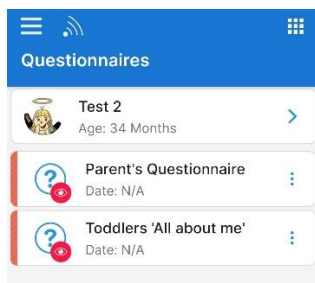 Questionnaires
Test 2
Age: 34 Months
Parent's Questionnaire
Date: N/A
Toddlers 'All about me'
Date: N/A